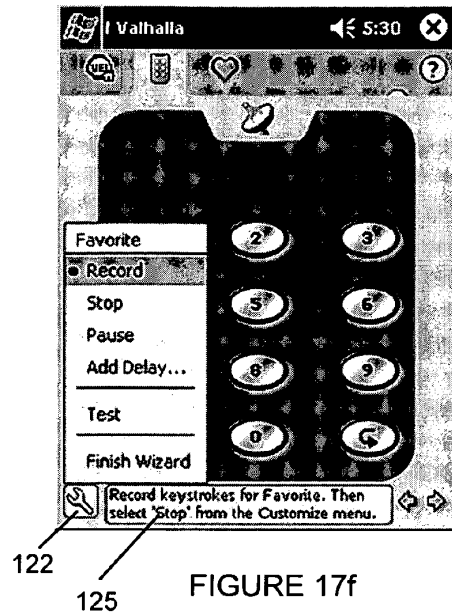 / Valhalla 5:30
?
Favorite
Record
Stop
Pause
Add Delay...
Test
Finish Wizard
2 3
5 6
8 9
0
Record keystrokes for Favorite. Then
select "Stop" from the Customize menu.
122
125
FIGURE 17f